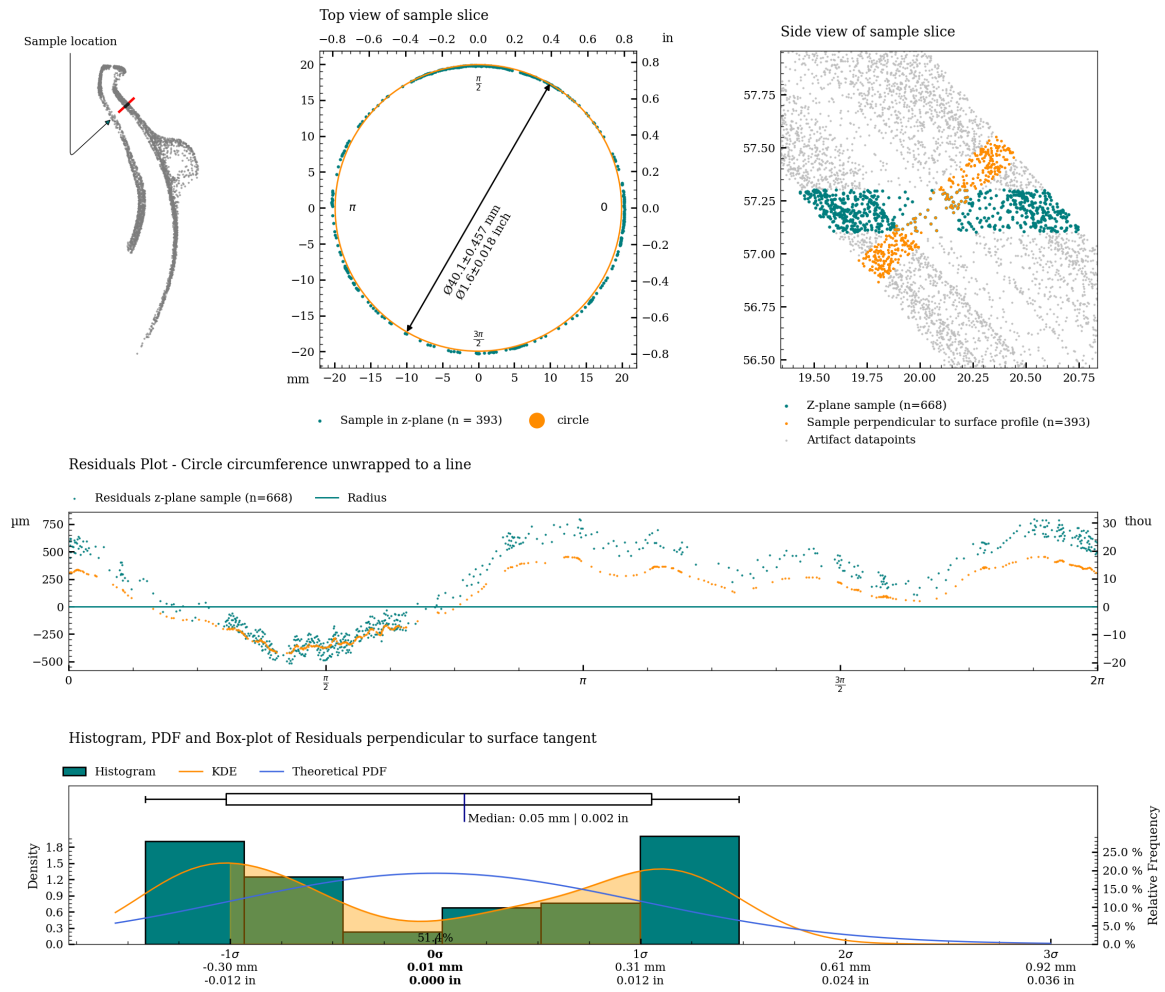 Sample location
Top view of sample slice
−0.8 −0.6 −0.4 −0.2 0.0 0.2 0.4 0.6 0.8 in
20 15 10 5 0 −5 −10 −15 −20
0.8 0.6 0.4 0.2 0.0 −0.2 −0.4 −0.6 −0.8
π/2
π
0
3π/2
Ø40.1±0.457 mm
Ø1.6±0.018 inch
mm −20 −15 −10 −5 0 5 10 15 20
Sample in z-plane (n = 393) circle
Side view of sample slice
57.75
57.50
57.25
57.00
56.75
56.50
19.50 19.75 20.00 20.25 20.50 20.75
Z-plane sample (n=668)
Sample perpendicular to surface profile (n=393)
Artifact datapoints
Residuals Plot - Circle circumference unwrapped to a line
Residuals z-plane sample (n=668) Radius
µm
750 500 250 0 −250 −500
thou
30 20 10 0 −10 −20
0 π/2 π 3π/2 2π
Histogram, PDF and Box-plot of Residuals perpendicular to surface tangent
Histogram KDE Theoretical PDF
Median: 0.05 mm | 0.002 in
Density
1.8 1.5 1.2 0.9 0.6 0.3 0.0
Relative Frequency
25.0 % 20.0 % 15.0 % 10.0 % 5.0 % 0.0 %
51.4%
-1σ 0σ 1σ 2σ 3σ
-0.30 mm 0.01 mm 0.31 mm 0.61 mm 0.92 mm
-0.012 in 0.000 in 0.012 in 0.024 in 0.036 in